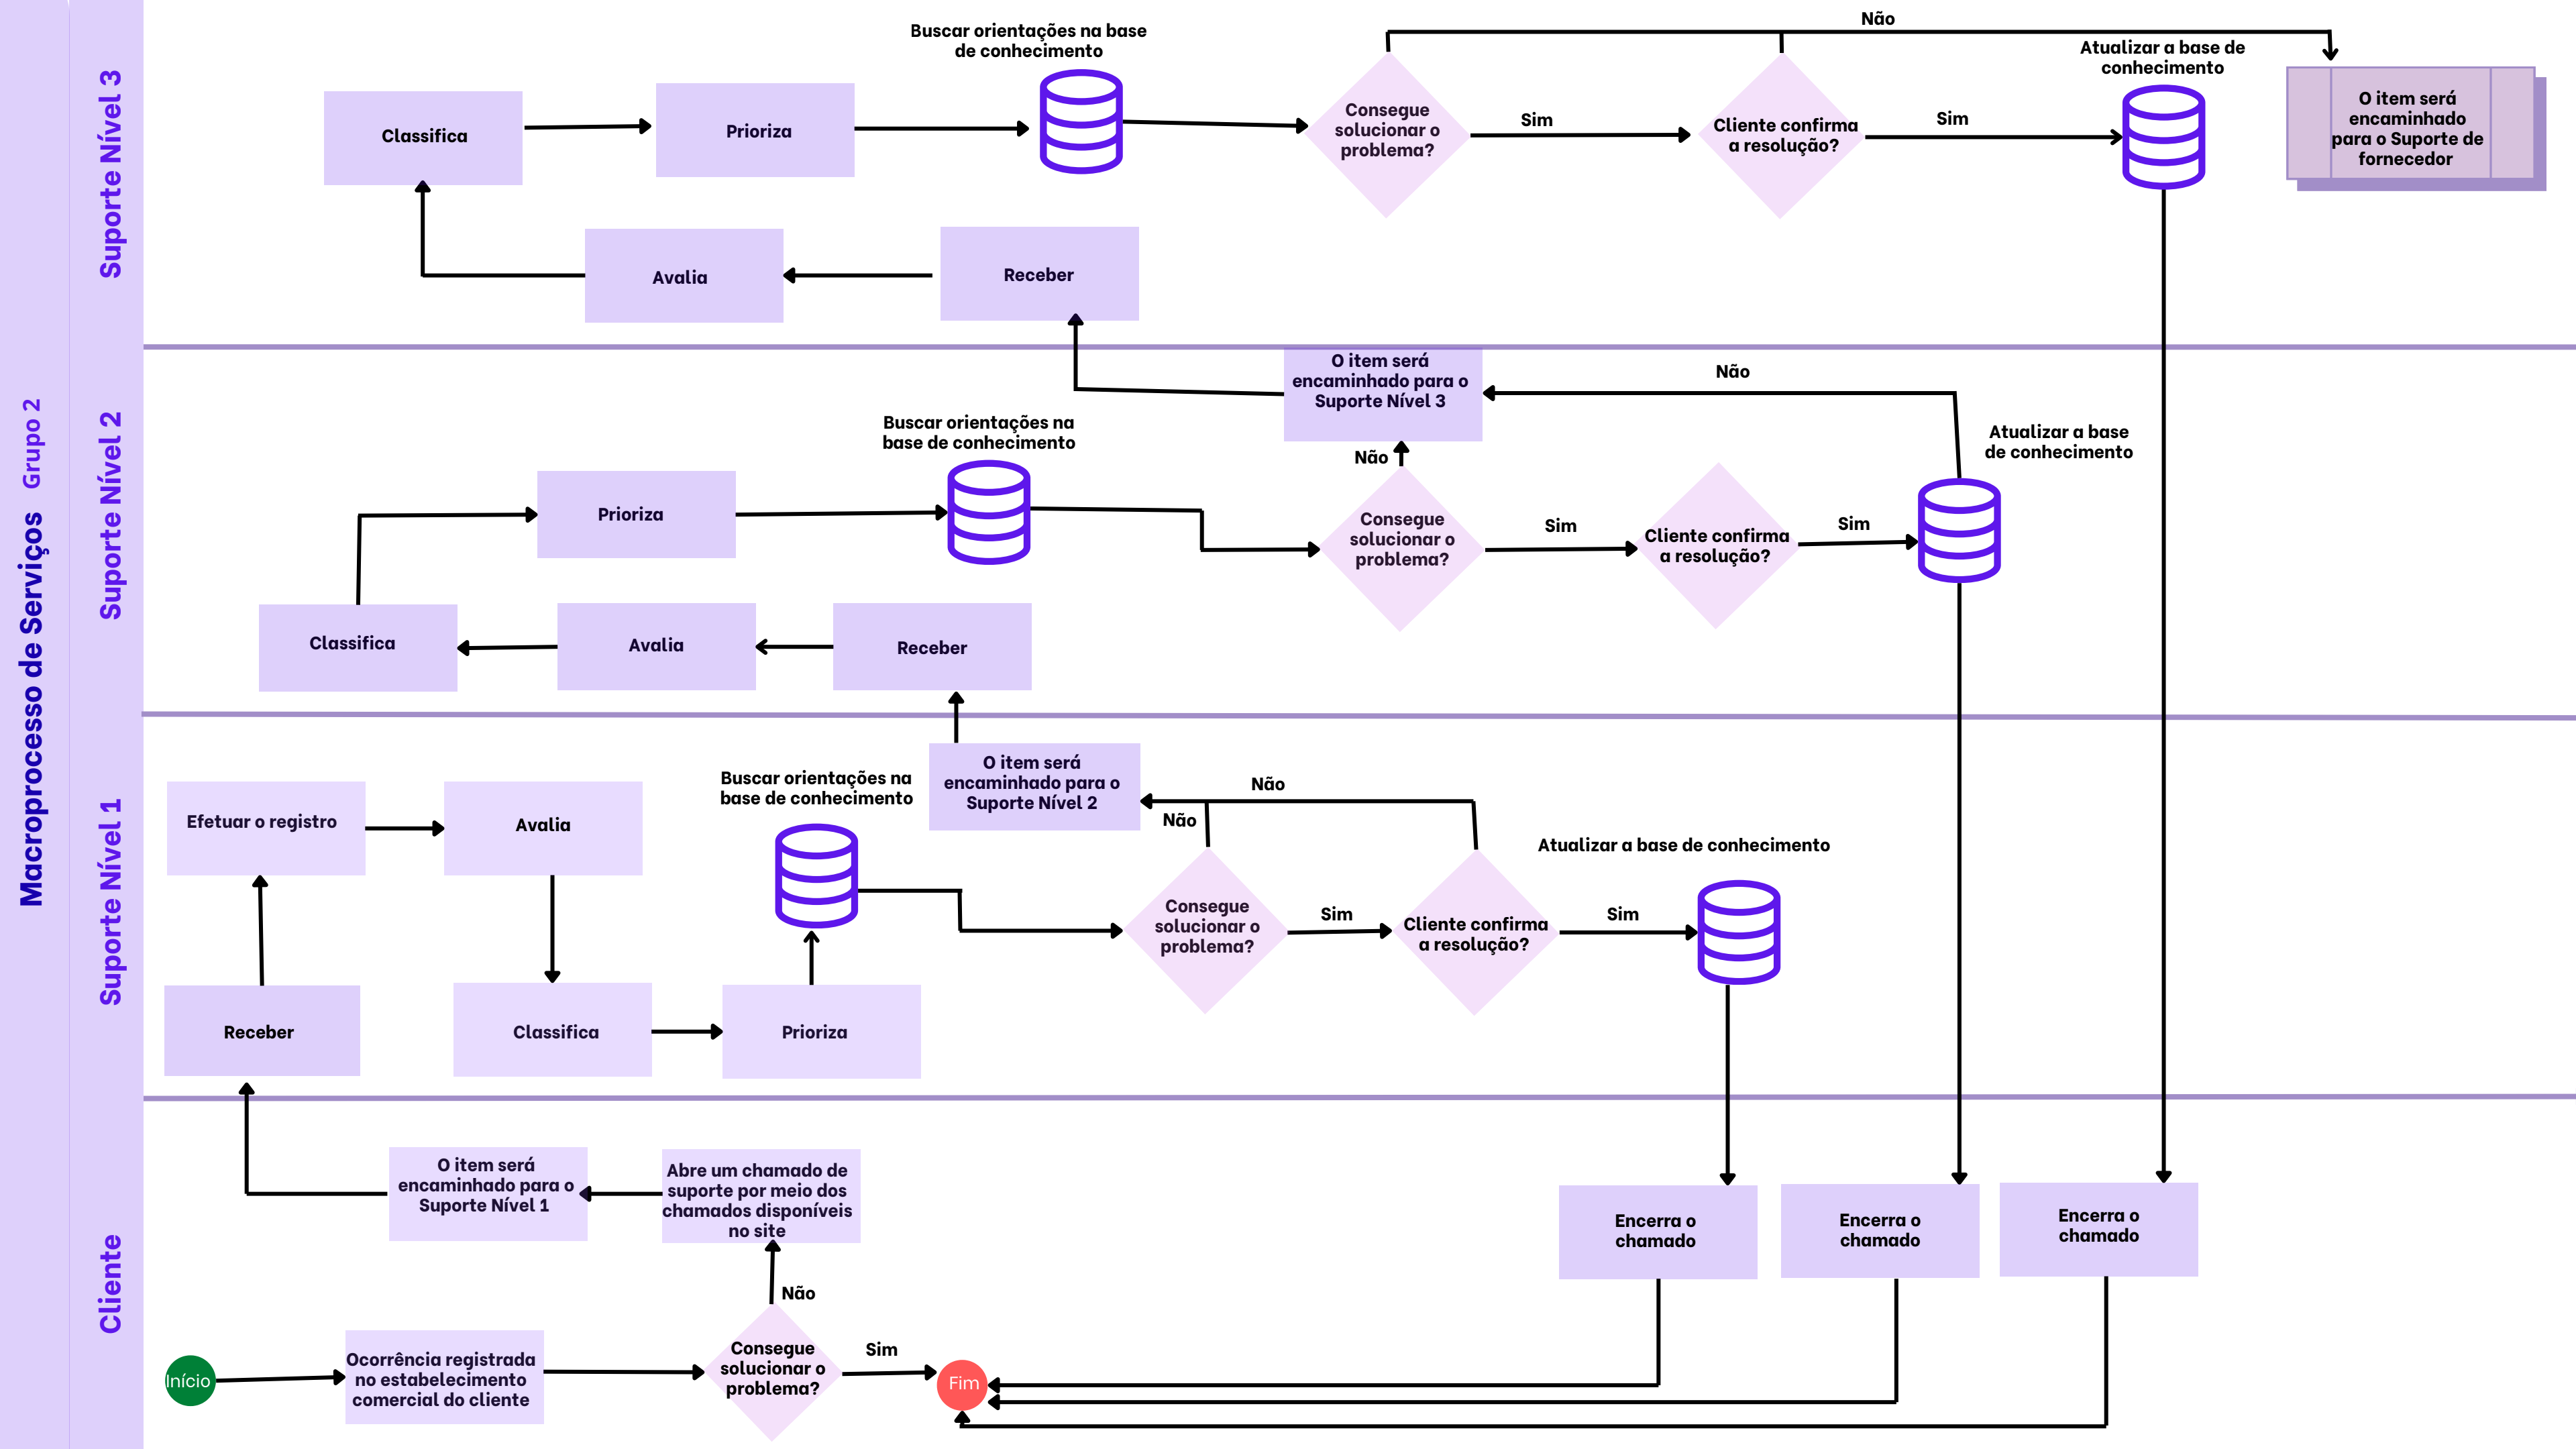 Macroprocesso de Serviços Grupo 2
Suporte Nível 3
Buscar orientações na base
de conhecimento
Não
Atualizar a base de
conhecimento
Classifica
Prioriza
Consegue
solucionar o
problema?
Sim
Cliente confirma
a resolução?
Sim
O item será
encaminhado
para o Suporte de
fornecedor
Avalia
Receber
Suporte Nível 2
O item será
encaminhado para o
Suporte Nível 3
Não
Buscar orientações na
base de conhecimento
Não
Atualizar a base
de conhecimento
Prioriza
Consegue
solucionar o
problema?
Sim
Cliente confirma
a resolução?
Sim
Classifica
Avalia
Receber
Suporte Nível 1
O item será
encaminhado para o
Suporte Nível 2
Buscar orientações na
base de conhecimento
Não
Não
Efetuar o registro
Avalia
Atualizar a base de conhecimento
Consegue
solucionar o
problema?
Sim
Cliente confirma
a resolução?
Sim
Receber
Classifica
Prioriza
Cliente
O item será
encaminhado para o
Suporte Nível 1
Abre um chamado de
suporte por meio dos
chamados disponíveis
no site
Encerra o
chamado
Encerra o
chamado
Encerra o
chamado
Não
Início
Ocorrência registrada
no estabelecimento
comercial do cliente
Consegue
solucionar o
problema?
Sim
Fim